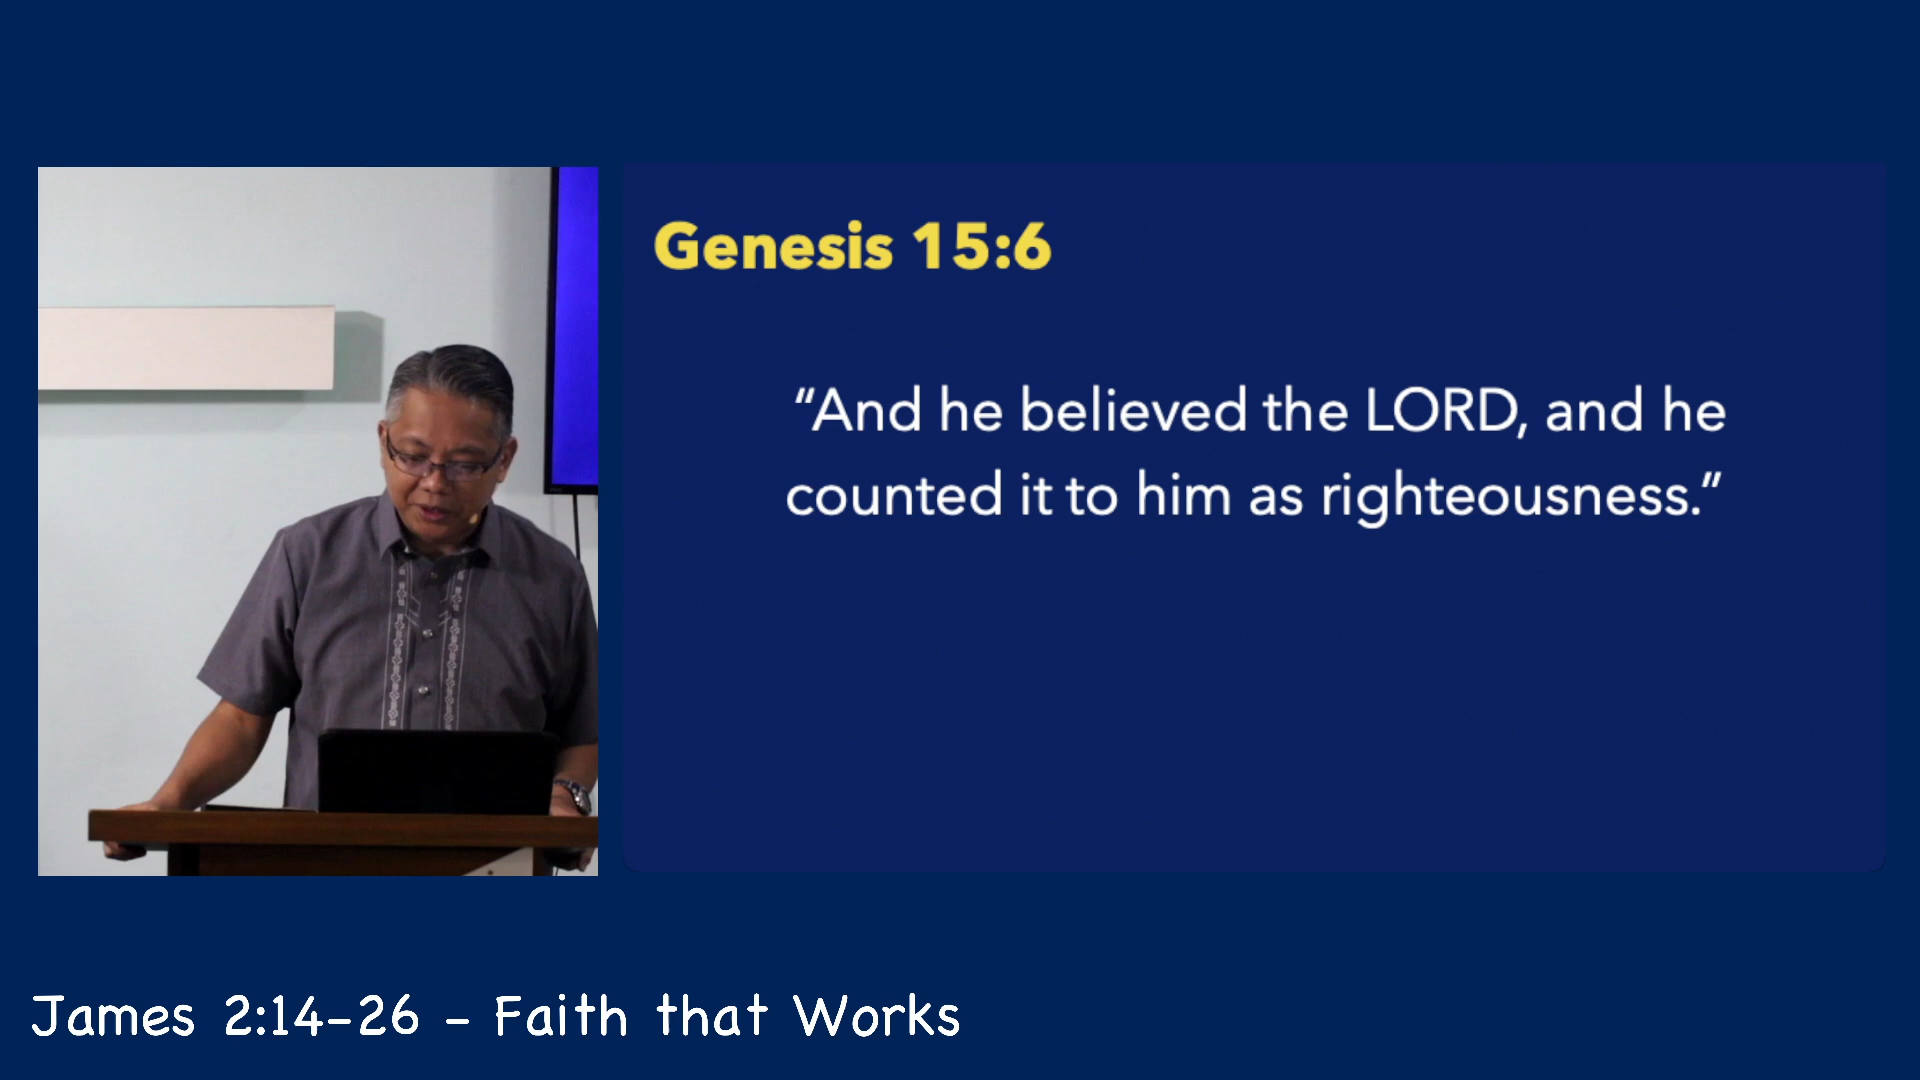 Genesis 15:6
“And he believed the LORD, and he
counted it to him as righteousness.”
James 2:14-26 - Faith that Works